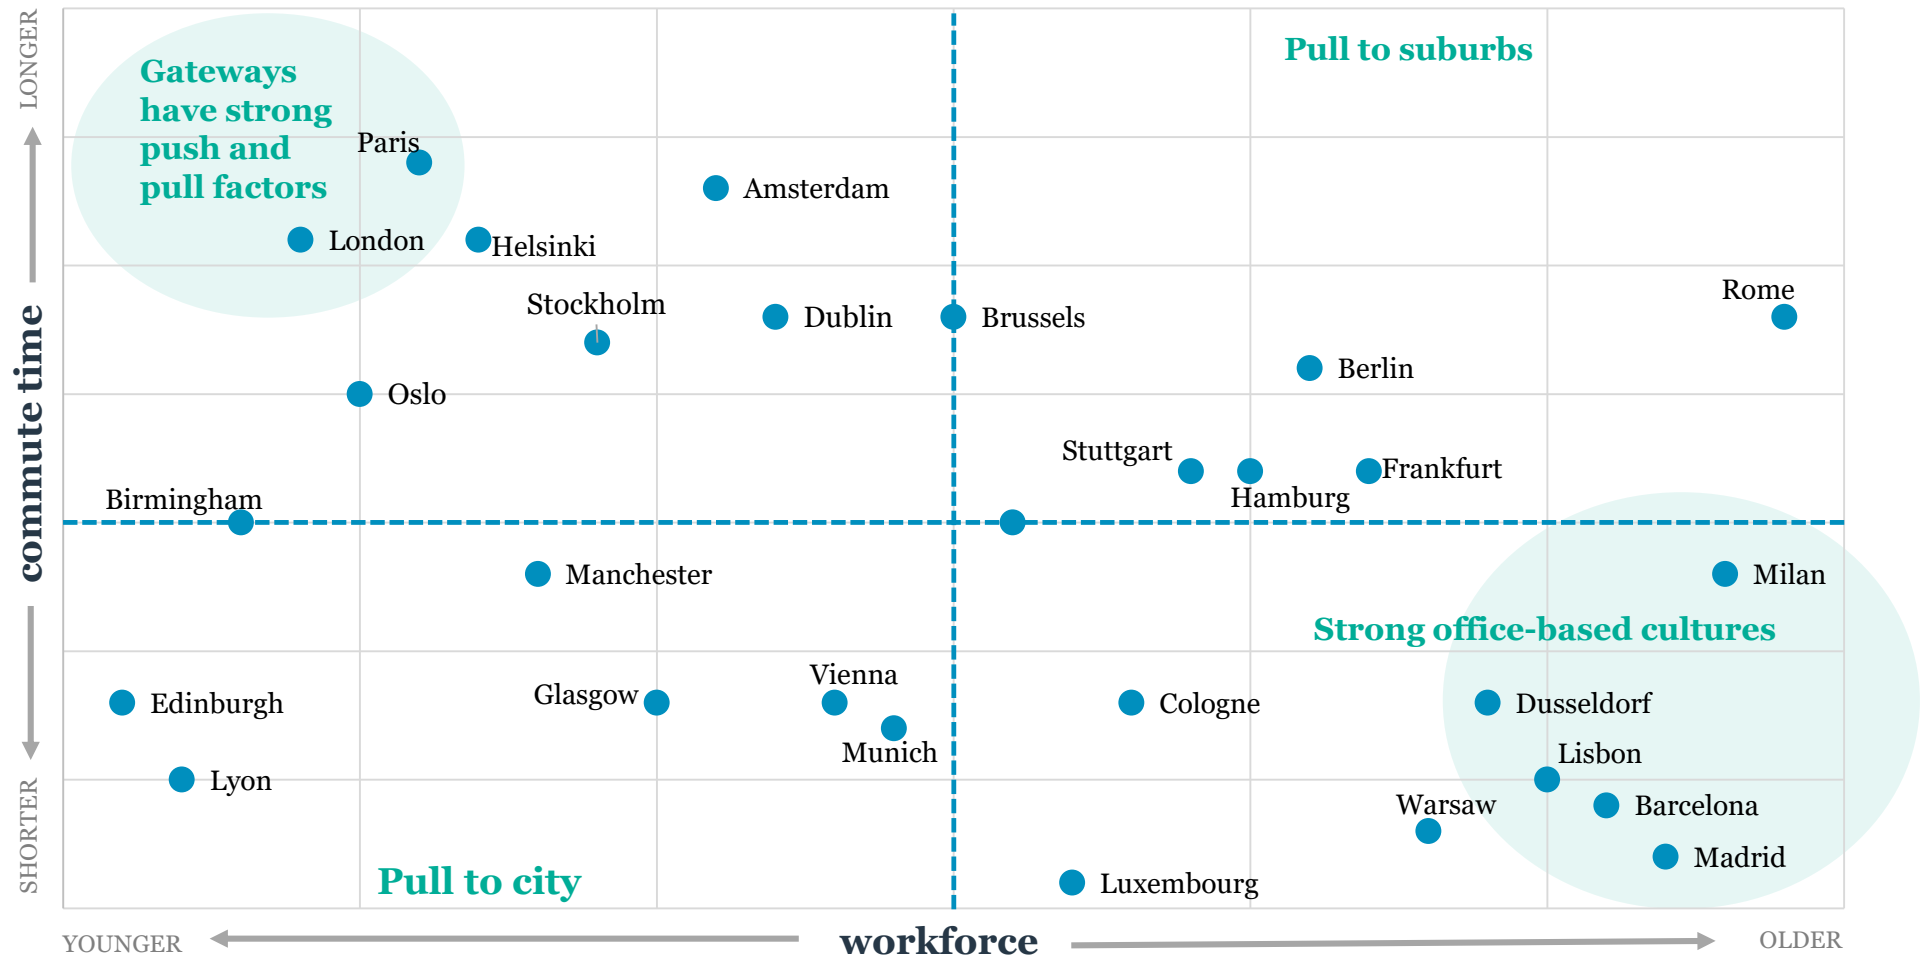 LONGER
Pull to suburbs
Gateways
have strong
push and
pull factors
Paris
Amsterdam
London
Helsinki
Stockholm
Dublin
Brussels
Rome
Berlin
Oslo
Stuttgart
Frankfurt
Hamburg
Birmingham
commute time
Manchester
Milan
Strong office-based cultures
Vienna
Edinburgh
Glasgow
Cologne
Dusseldorf
Munich
Lisbon
Lyon
Warsaw
Barcelona
SHORTER
Madrid
Pull to city
Luxembourg
YOUNGER
workforce
OLDER